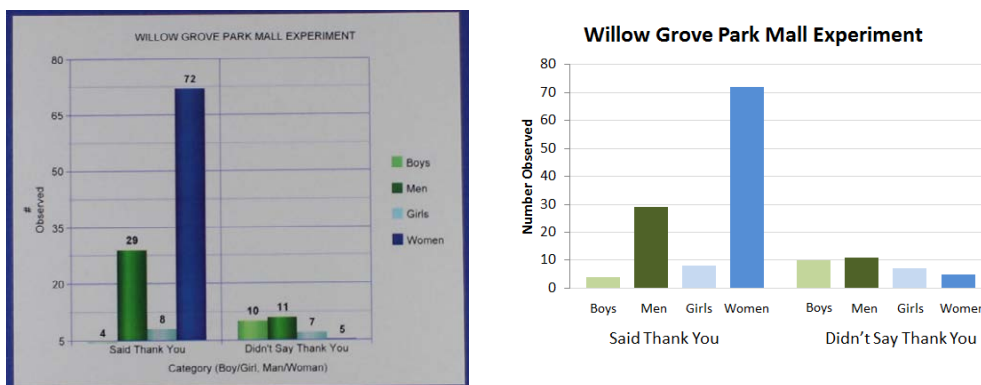 WILLOW GROVE PARK MALL EXPERIMENT
80
65
50
35
20
5
#
Observed
4
29
8
72
10
11
7
5
Said Thank You
Didn't Say Thank You
Category (Boy/Girl, Man/Woman)
Boys
Men
Girls
Women
Willow Grove Park Mall Experiment
Number Observed
80
70
60
50
40
30
20
10
0
Boys Men Girls Women
Boys Men Girls Women
Said Thank You
Didn't Say Thank You